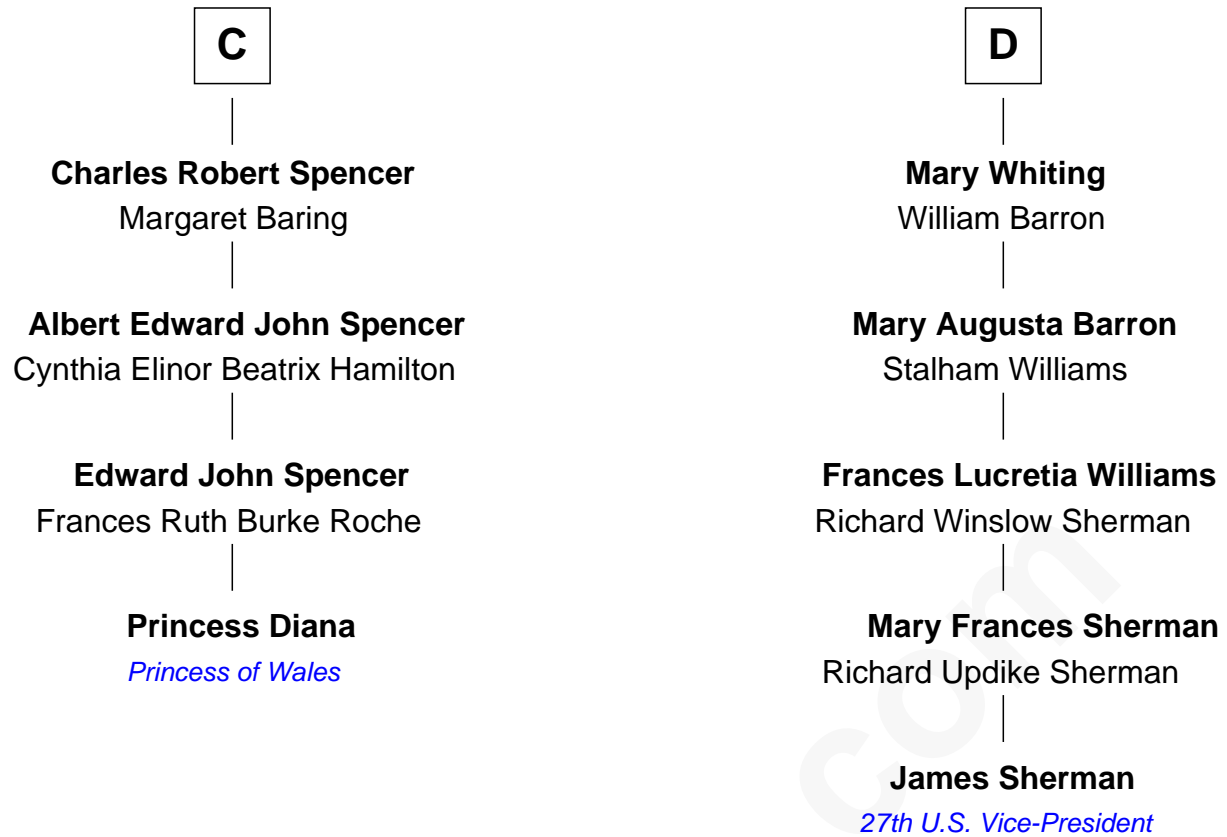 C
Charles Robert Spencer
Margaret Baring
Albert Edward John Spencer
Cynthia Elinor Beatrix Hamilton
Edward John Spencer
Frances Ruth Burke Roche
Princess Diana
Princess of Wales
D
Mary Whiting
William Barron
Mary Augusta Barron
Stalham Williams
Frances Lucretia Williams
Richard Winslow Sherman
Mary Frances Sherman
Richard Updike Sherman
James Sherman
27th U.S. Vice-President
com